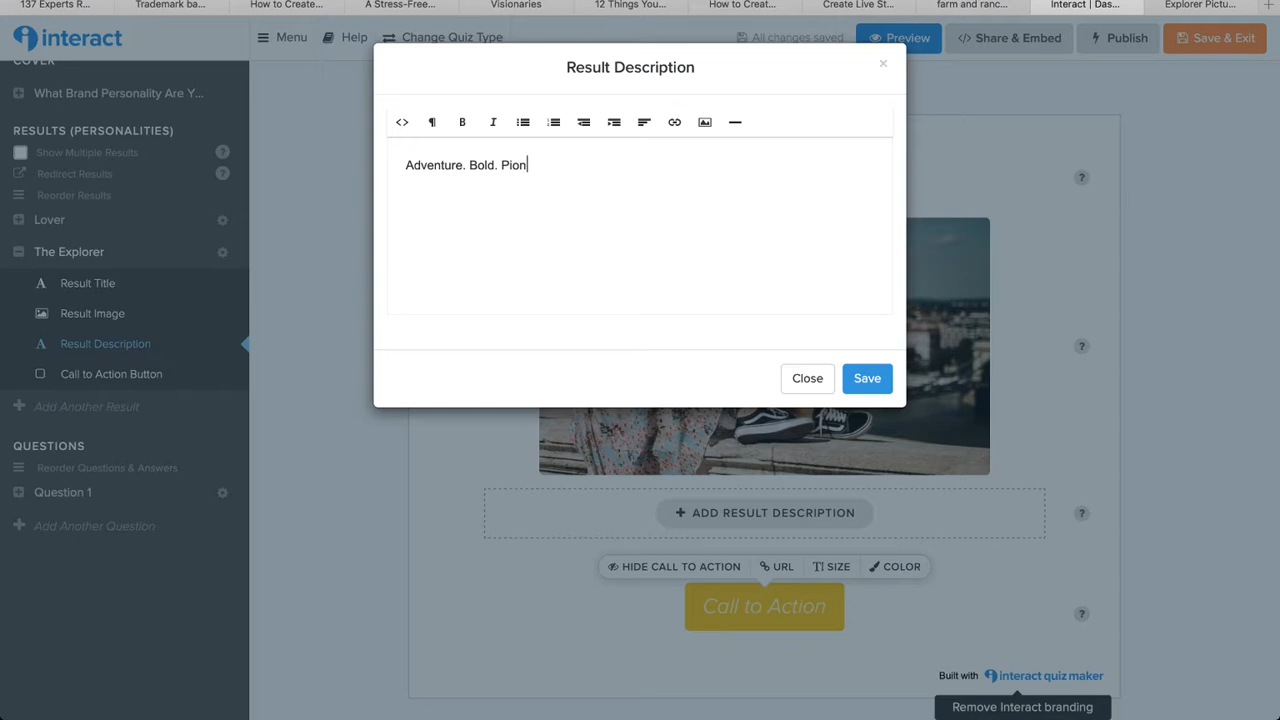 137 Experts R...
Trademark ba...
How to Create...
A Stress-Free...
Visionaries
12 Things You...
How to Creat...
Create Live St...
farm and ranc...
Interact | Das...
Explorer Pictu...
interact
Menu
Help
Change Quiz Type
All changes saved
Preview
</> Share & Embed
Publish
Save & Exit
COVER
What Brand Personality Are Y...
RESULTS (PERSONALITIES)
Show Multiple Results
?
Redirect Results
?
Reorder Results
Lover
The Explorer
A Result Title
Result Image
A Result Description
Call to Action Button
+ Add Another Result
QUESTIONS
Reorder Questions & Answers
Question 1
+ Add Another Question
Result Description
×
<> ¶ B I
Adventure. Bold. Pion
Close
Save
?
?
+ ADD RESULT DESCRIPTION
?
HIDE CALL TO ACTION
URL
TI SIZE
COLOR
Call to Action
?
Built with interact quiz maker
Remove Interact branding